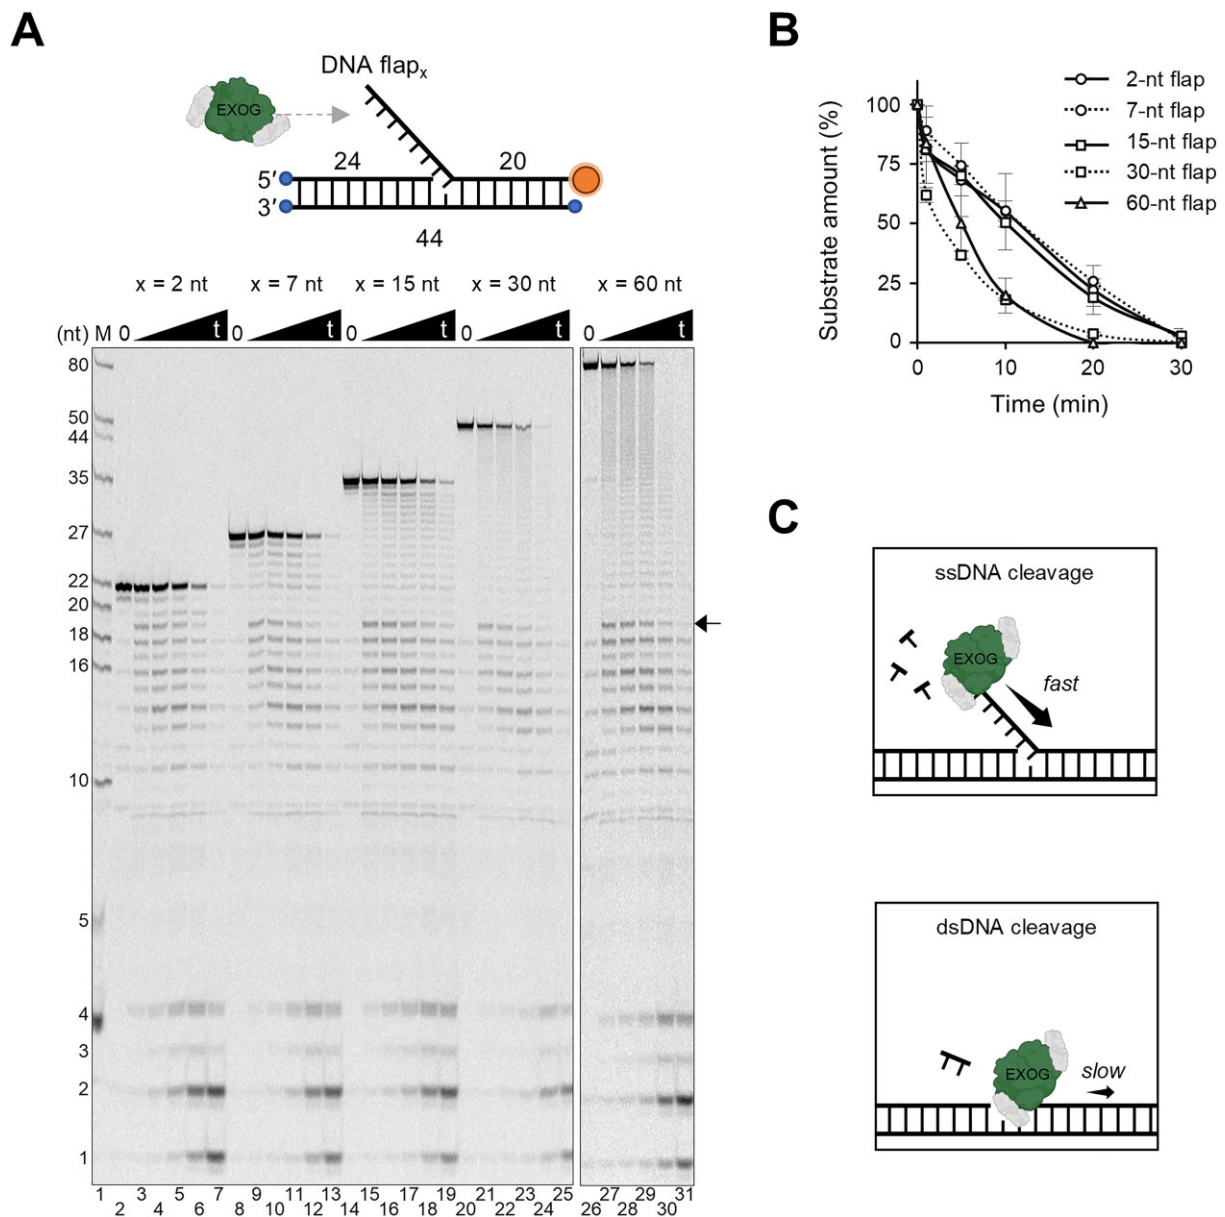 A
DNA flapx
EXOG
24
20
5′
3′
44
x = 2 nt
x = 7 nt
x = 15 nt
x = 30 nt
x = 60 nt
(nt) M 0 t 0 t 0 t 0 t 0 t
80
50
44
35
27
22
20
18
16
10
5
4
3
2
1
1 3 5 7 9 11 13 15 17 19 21 23 25 27 29 31
2 4 6 8 10 12 14 16 18 20 22 24 26 28 30
B
Substrate amount (%)
100
75
50
25
0
0 10 20 30
Time (min)
2-nt flap
7-nt flap
15-nt flap
30-nt flap
60-nt flap
C
ssDNA cleavage
EXOG
fast
dsDNA cleavage
EXOG
slow